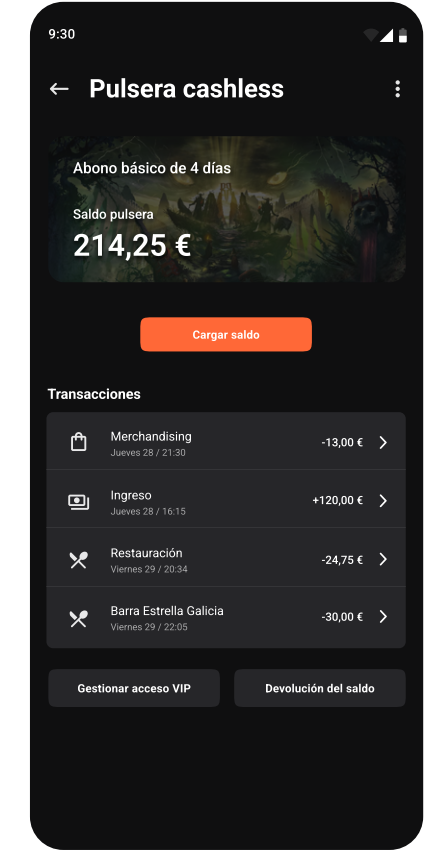 9:30
Pulsera cashless
Abono básico de 4 días
Saldo pulsera
214,25 €
Cargar saldo
Transacciones
Merchandising
-13,00 €
Jueves 28 / 21:30
Ingreso
+120,00 €
Jueves 28 / 16:15
Restauración
-24,75 €
Viernes 29 / 20:34
Barra Estrella Galicia
-30,00 €
Viernes 29 / 22:05
Gestionar acceso VIP
Devolución del saldo